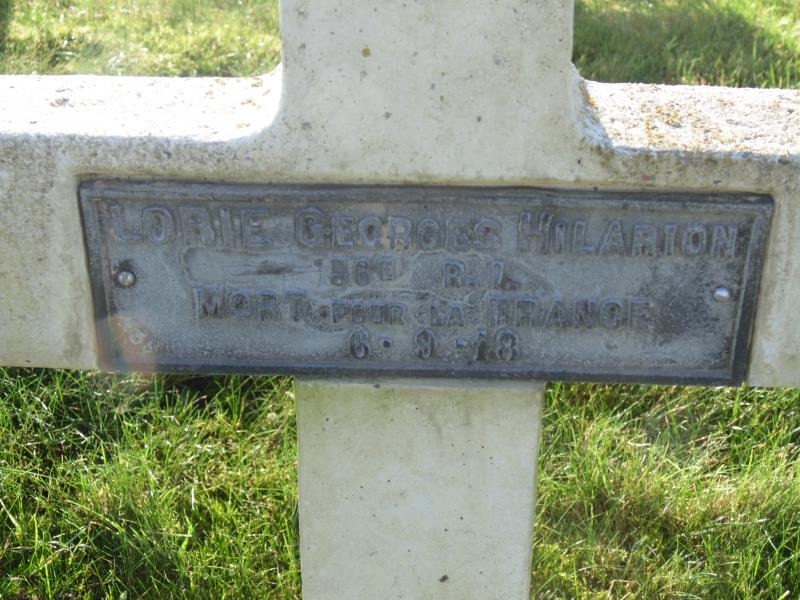 LORIE GEORGES HILARION
R. I.
MORT POUR LA FRANCE
6 - 9 - 18